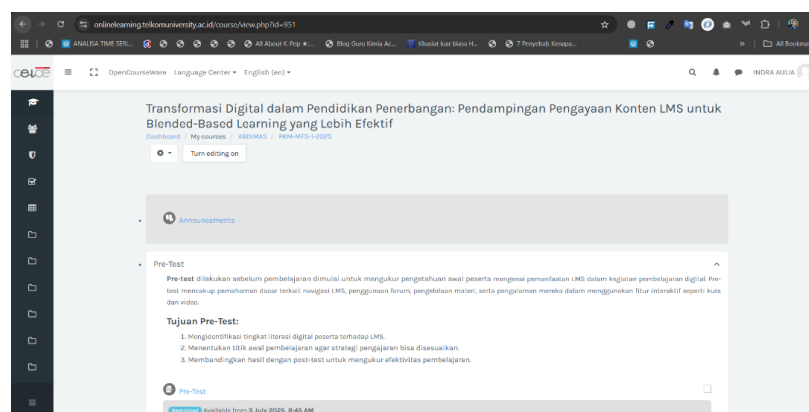 onlinelearning.telkomuniversity.ac.id/course/view.php?id=951
ANALISA TIME SERI...
All About K-Pop ★:...
Blog Guru Kimia Ac...
Khasiat luar biasa H...
7 Penyebab Kenapa...
All Bookma
celoe
OpenCourseWare Language Center English (en)
INDRA AULIA
Transformasi Digital dalam Pendidikan Penerbangan: Pendampingan Pengayaan Konten LMS untuk
Blended-Based Learning yang Lebih Efektif
Dashboard / My courses / ABDIMAS / PKM-MFS-1-2025
Turn editing on
Announcements
Pre-Test
Pre-test dilakukan sebelum pembelajaran dimulai untuk mengukur pengetahuan awal peserta mengenai pemanfaatan LMS dalam kegiatan pembelajaran digital. Pre-
test mencakup pemahaman dasar terkait navigasi LMS, penggunaan forum, pengelolaan materi, serta pengalaman mereka dalam menggunakan fitur interaktif seperti kuis
dan video.
Tujuan Pre-Test:
1. Mengidentifikasi tingkat literasi digital peserta terhadap LMS.
2. Menentukan titik awal pembelajaran agar strategi pengajaran bisa disesuaikan.
3. Membandingkan hasil dengan post-test untuk mengukur efektivitas pembelajaran.
Pre-Test
Restricted Available from 3 July 2025, 8:45 AM